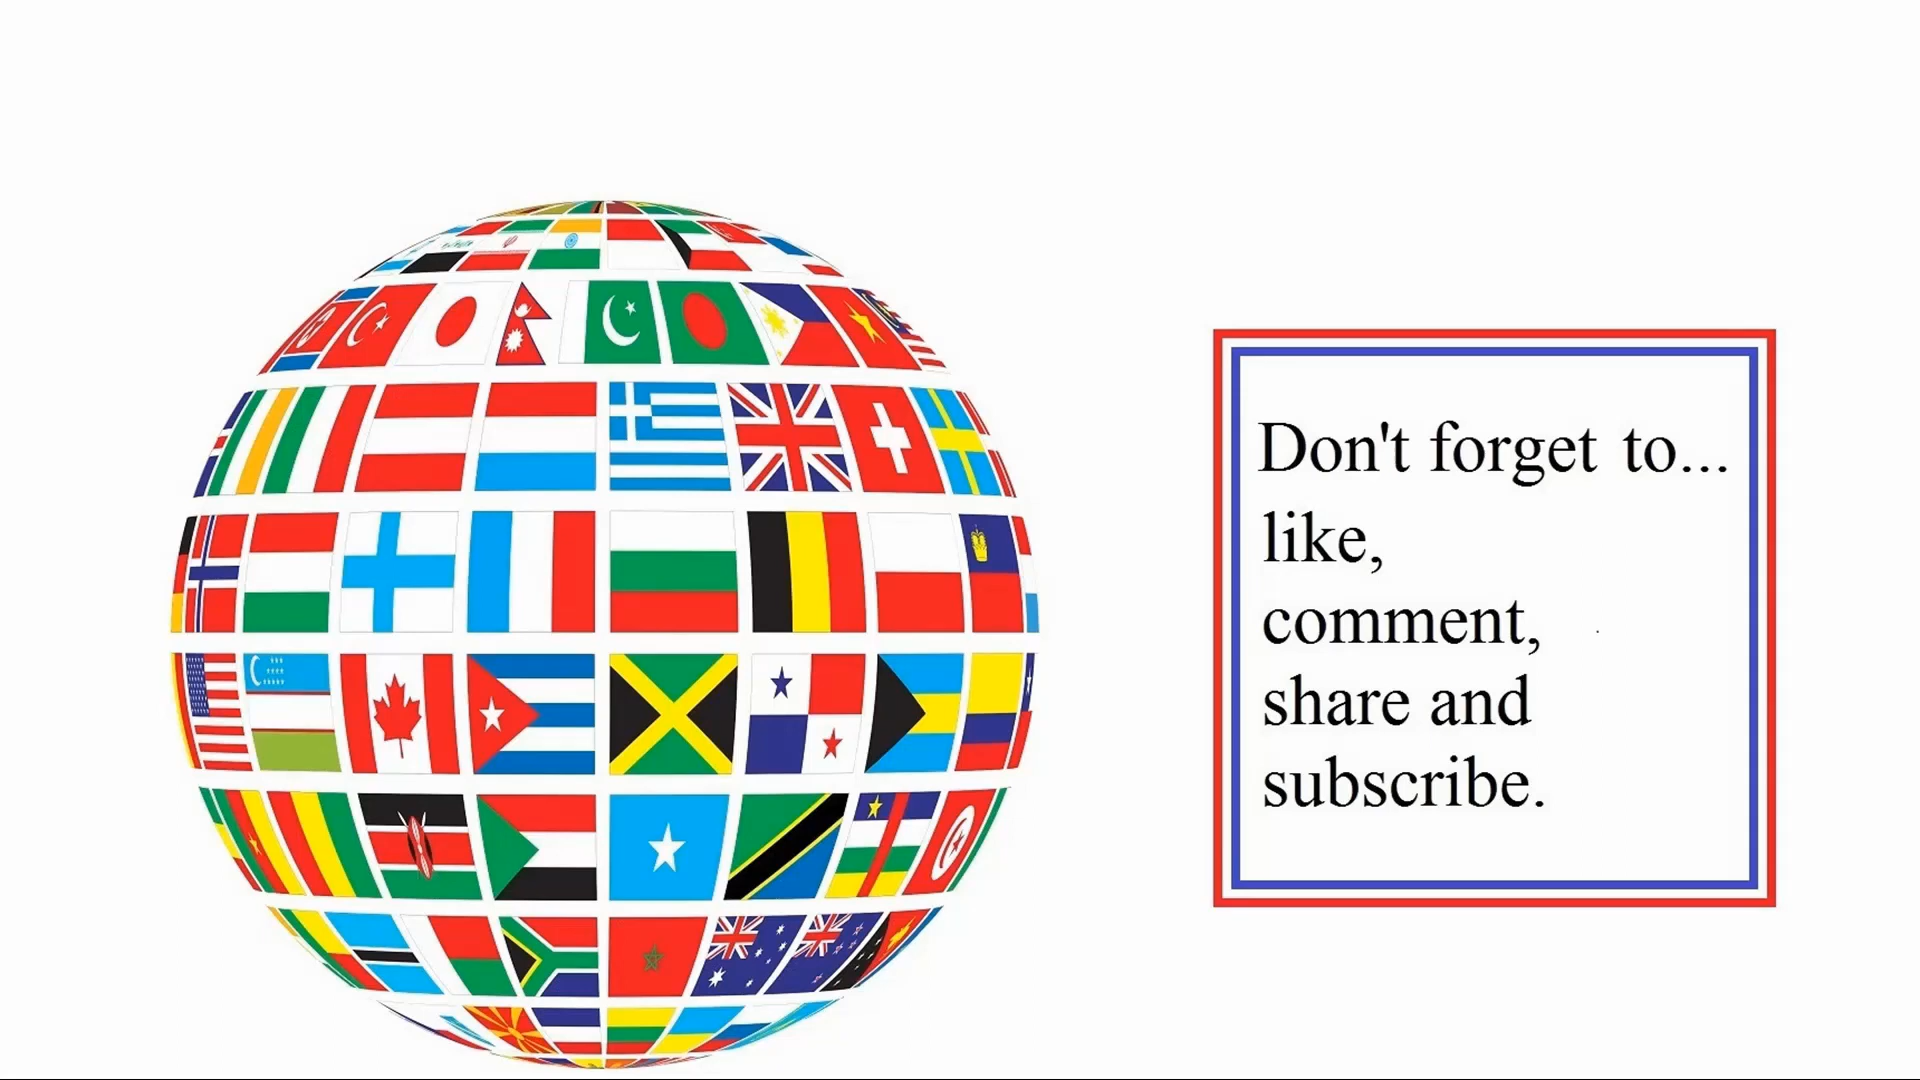 Don't forget to...
like,
comment,
share and
subscribe.